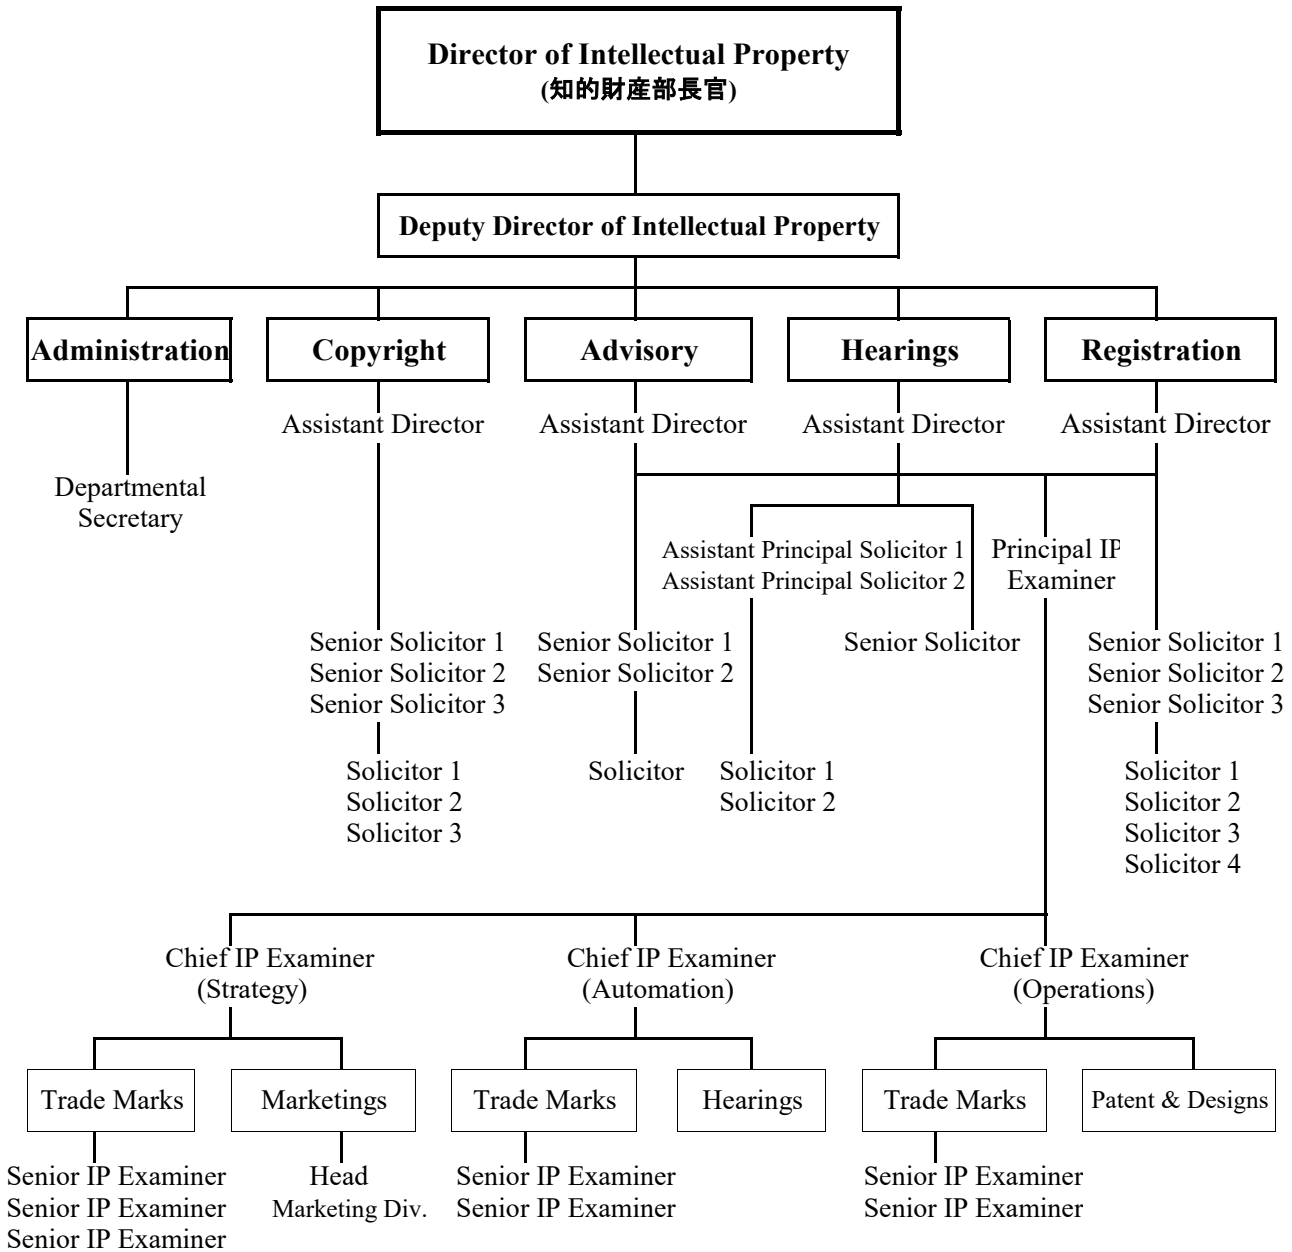 Director of Intellectual Property
(知的財産部長官)
Deputy Director of Intellectual Property
Administration
Copyright
Advisory
Hearings
Registration
Assistant Director
Assistant Director
Assistant Director
Assistant Director
Departmental
Secretary
Assistant Principal Solicitor 1
Assistant Principal Solicitor 2
Principal IP
Examiner
Senior Solicitor 1
Senior Solicitor 2
Senior Solicitor 3
Senior Solicitor 1
Senior Solicitor 2
Senior Solicitor
Senior Solicitor 1
Senior Solicitor 2
Senior Solicitor 3
Solicitor 1
Solicitor 2
Solicitor 3
Solicitor
Solicitor 1
Solicitor 2
Solicitor 1
Solicitor 2
Solicitor 3
Solicitor 4
Chief IP Examiner
(Strategy)
Chief IP Examiner
(Automation)
Chief IP Examiner
(Operations)
Trade Marks
Marketings
Trade Marks
Hearings
Trade Marks
Patent & Designs
Senior IP Examiner
Senior IP Examiner
Senior IP Examiner
Head
Marketing Div.
Senior IP Examiner
Senior IP Examiner
Senior IP Examiner
Senior IP Examiner